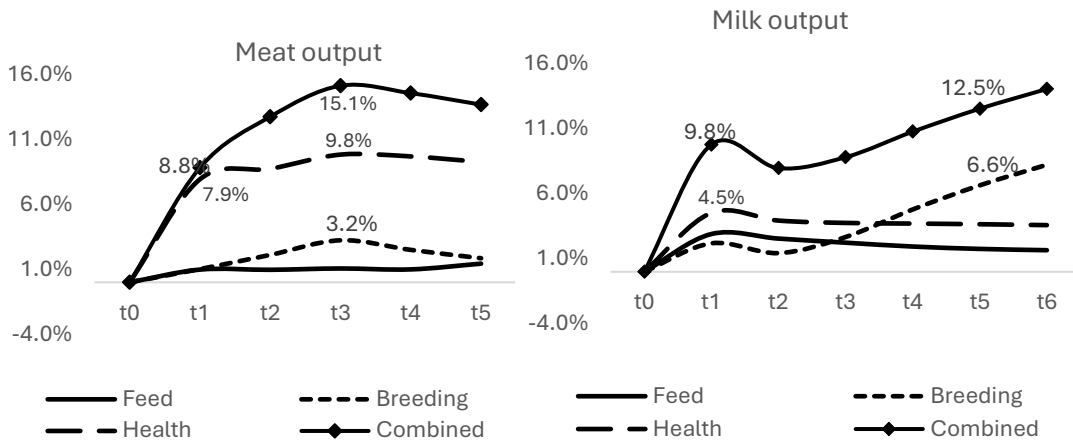 Meat output
16.0%
11.0%
6.0%
1.0%
-4.0%
15.1%
9.8%
8.8%
7.9%
3.2%
t0 t1 t2 t3 t4 t5
Feed Breeding
Health Combined
Milk output
16.0%
11.0%
6.0%
1.0%
-4.0%
12.5%
9.8%
6.6%
4.5%
t0 t1 t2 t3 t4 t5 t6
Feed Breeding
Health Combined